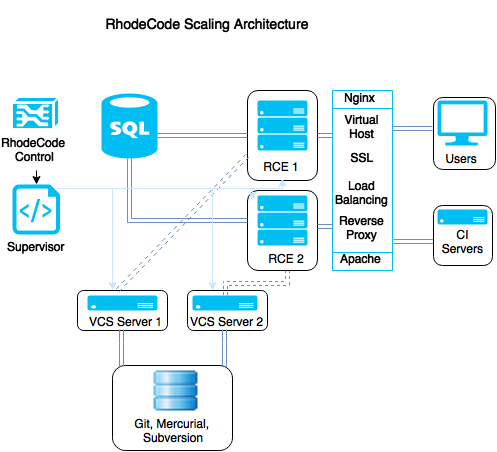 RhodeCode Scaling Architecture
RhodeCode
Control
Supervisor
SQL
RCE 1
RCE 2
Nginx
Virtual
Host
SSL
Load
Balancing
Reverse
Proxy
Apache
Users
CI
Servers
VCS Server 1
VCS Server 2
Git, Mercurial,
Subversion